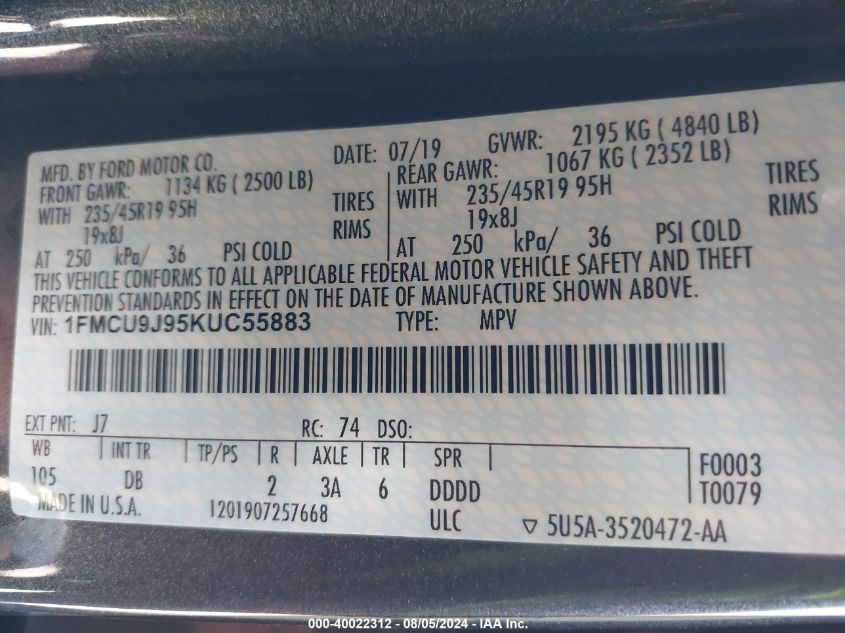 MFD. BY FORD MOTOR CO. DATE: 07/19 GVWR: 2195 KG ( 4840 LB)
FRONT GAWR: 1134 KG ( 2500 LB) REAR GAWR: 1067 KG ( 2352 LB)
WITH 235/45R19 95H TIRES WITH 235/45R19 95H TIRES
19x8J RIMS 19x8J RIMS
AT 250 kPa/ 36 PSI COLD AT 250 kPa/ 36 PSI COLD
THIS VEHICLE CONFORMS TO ALL APPLICABLE FEDERAL MOTOR VEHICLE SAFETY AND THEFT
PREVENTION STANDARDS IN EFFECT ON THE DATE OF MANUFACTURE SHOWN ABOVE.
VIN: 1FMCU9J95KUC55883 TYPE: MPV
EXT PNT: J7 RC: 74 DSO:
WB INT TR TP/PS R AXLE TR SPR
105 DB 2 3A 6 DDDD F0003
T0079
MADE IN U.S.A. 1201907257668 ULC ▽ 5U5A-3520472-AA
000-40022312 - 08/05/2024 - IAA Inc.